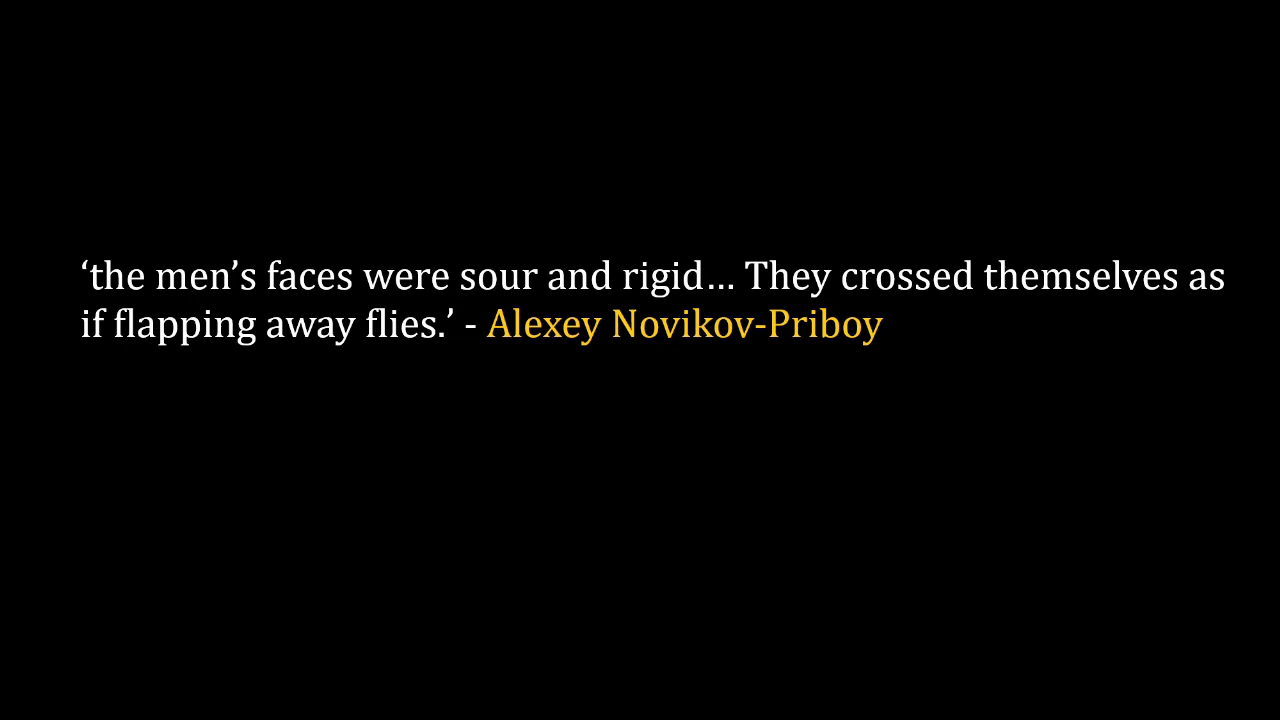 ‘the men’s faces were sour and rigid… They crossed themselves as
if flapping away flies.’ - Alexey Novikov-Priboy